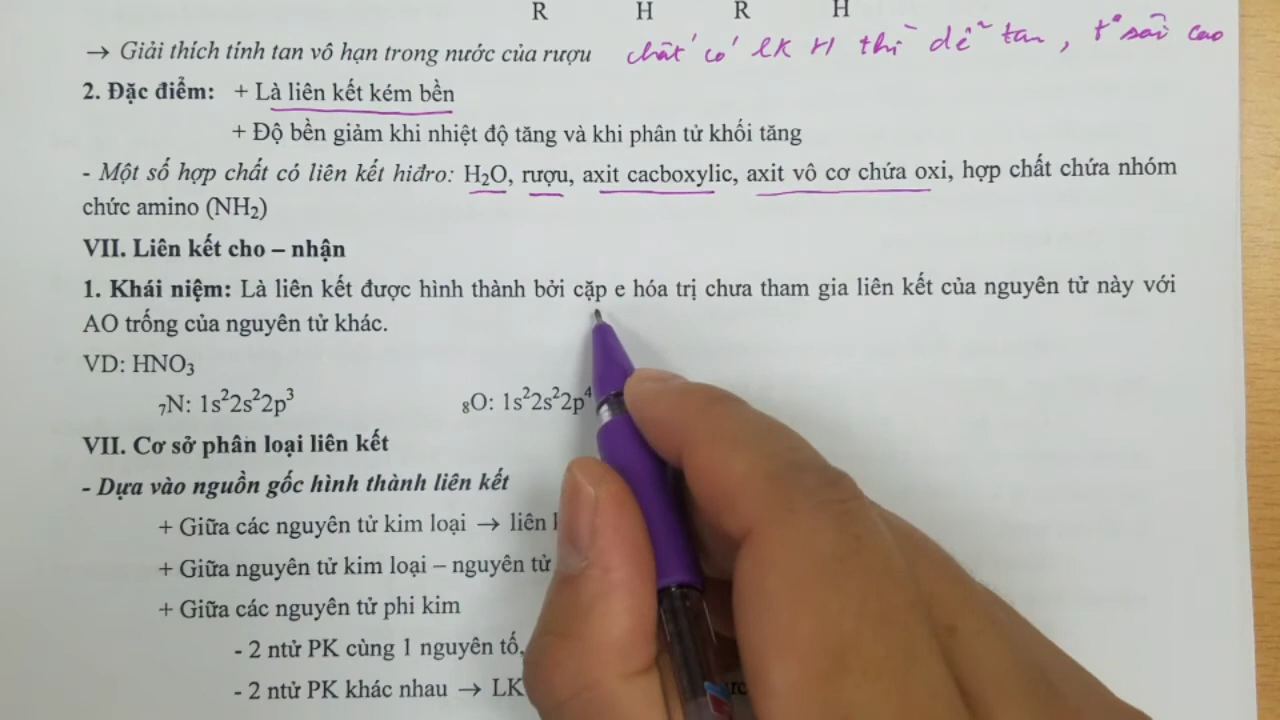 R H R H
→ Giải thích tính tan vô hạn trong nước của rượu chất có lk H thì dễ tan, t° sôi cao
2. Đặc điểm: + Là liên kết kém bền
+ Độ bền giảm khi nhiệt độ tăng và khi phân tử khối tăng
- Một số hợp chất có liên kết hiđro: H₂O, rượu, axit cacboxylic, axit vô cơ chứa oxi, hợp chất chứa nhóm
chức amino (NH₂)
VII. Liên kết cho – nhận
1. Khái niệm: Là liên kết được hình thành bởi cặp e hóa trị chưa tham gia liên kết của nguyên tử này với
AO trống của nguyên tử khác.
VD: HNO₃
₇N: 1s²2s²2p³ ₈O: 1s²2s²2p⁴
VII. Cơ sở phân loại liên kết
- Dựa vào nguồn gốc hình thành liên kết
+ Giữa các nguyên tử kim loại → liên
+ Giữa nguyên tử kim loại – nguyên tử
+ Giữa các nguyên tử phi kim
- 2 ntử PK cùng 1 nguyên tố,
- 2 ntử PK khác nhau → LK